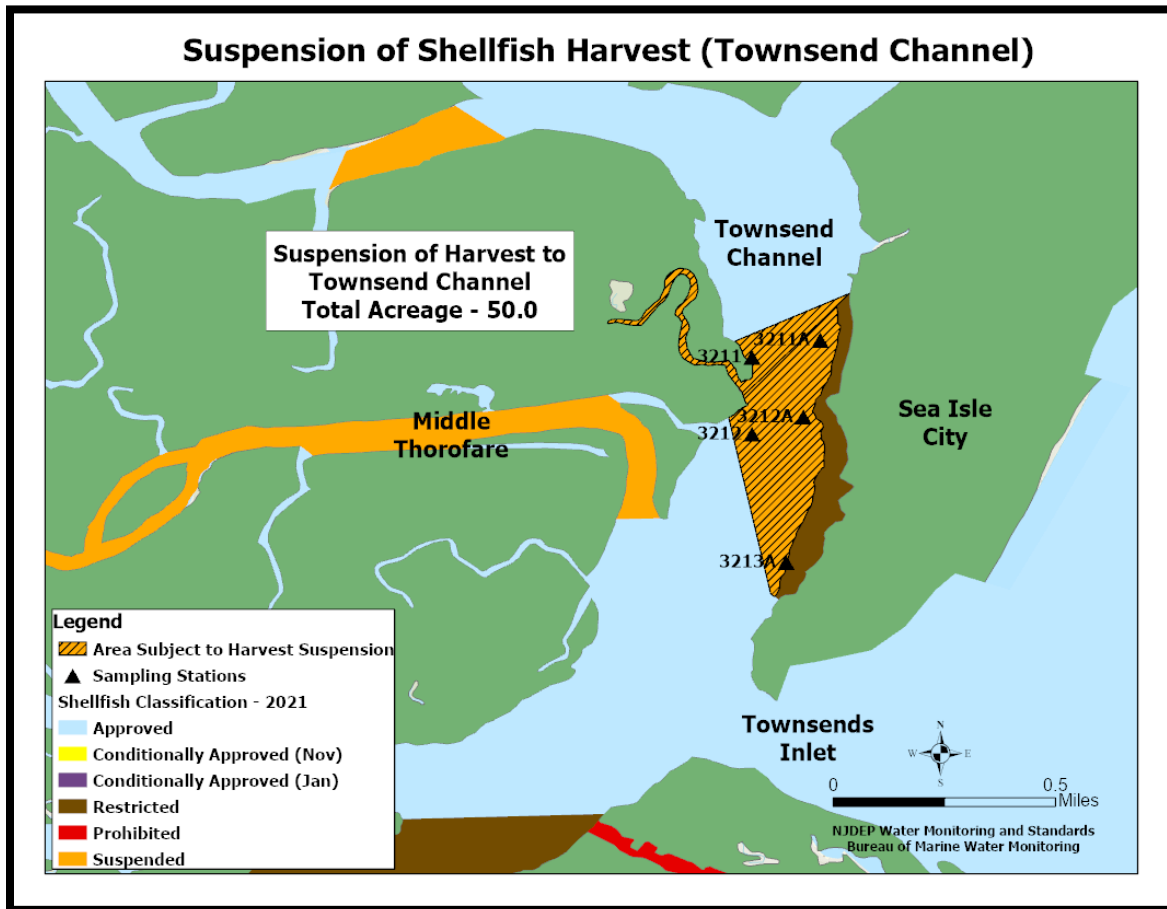 Suspension of Shellfish Harvest (Townsend Channel)
Suspension of Harvest to
Townsend Channel
Total Acreage - 50.0
Townsend
Channel
3211A
3211
3212A
3212
3213A
Middle
Thorofare
Sea Isle
City
Townsends
Inlet
Legend
Area Subject to Harvest Suspension
Sampling Stations
Shellfish Classification - 2021
Approved
Conditionally Approved (Nov)
Conditionally Approved (Jan)
Restricted
Prohibited
Suspended
N
W E
S
0 0.5
Miles
NJDEP Water Monitoring and Standards
Bureau of Marine Water Monitoring